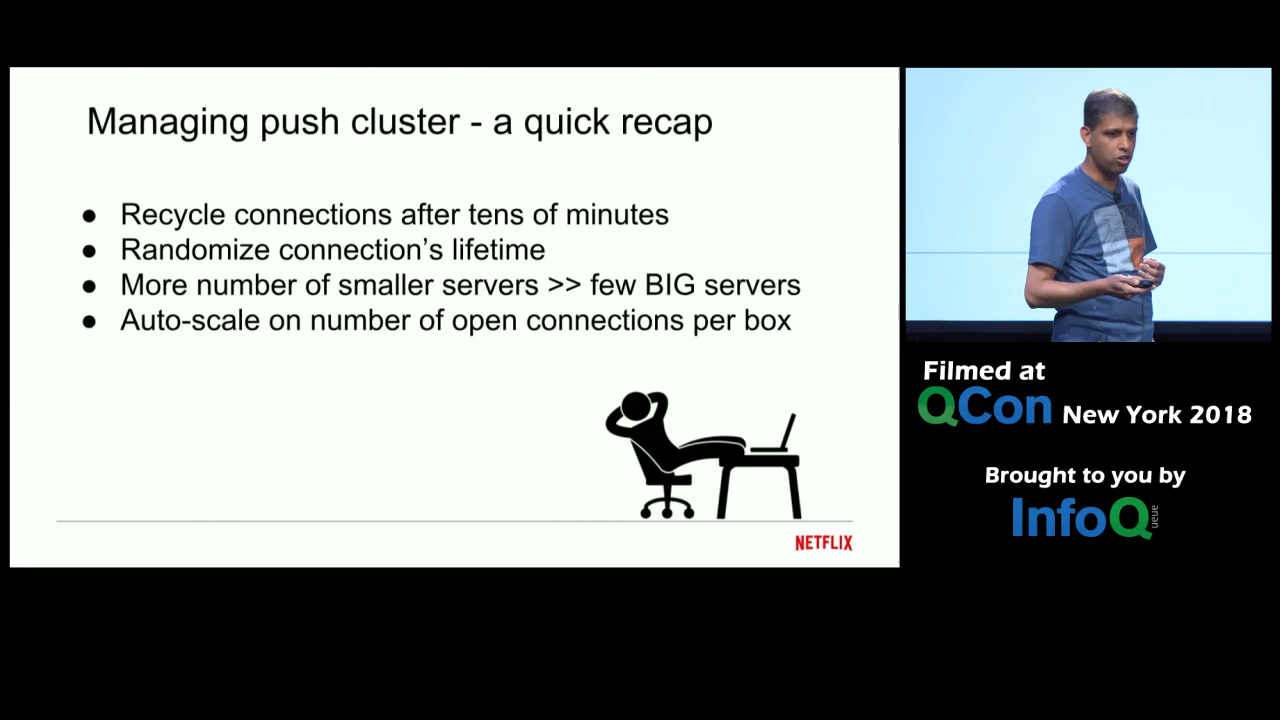 Managing push cluster - a quick recap
● Recycle connections after tens of minutes
● Randomize connection’s lifetime
● More number of smaller servers >> few BIG servers
● Auto-scale on number of open connections per box
NETFLIX
Filmed at
QCon New York 2018
Brought to you by
InfoQ
ueue